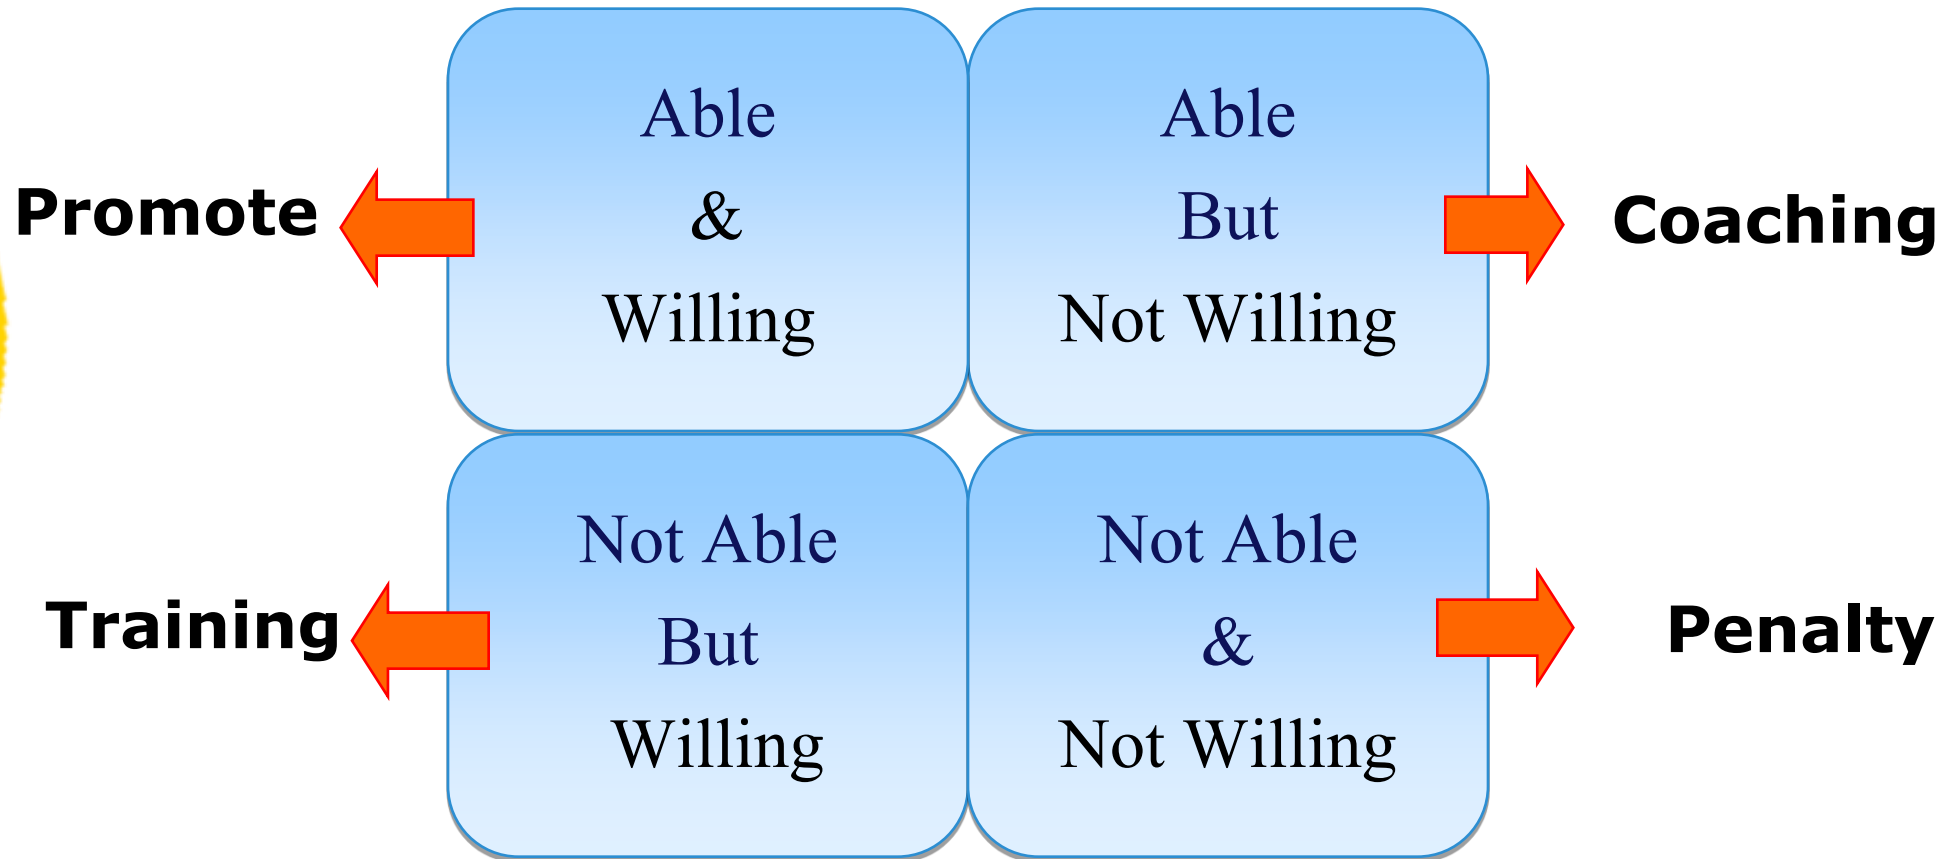 Promote
Able
&
Willing
Able
But
Not Willing
Coaching
Training
Not Able
But
Willing
Not Able
&
Not Willing
Penalty